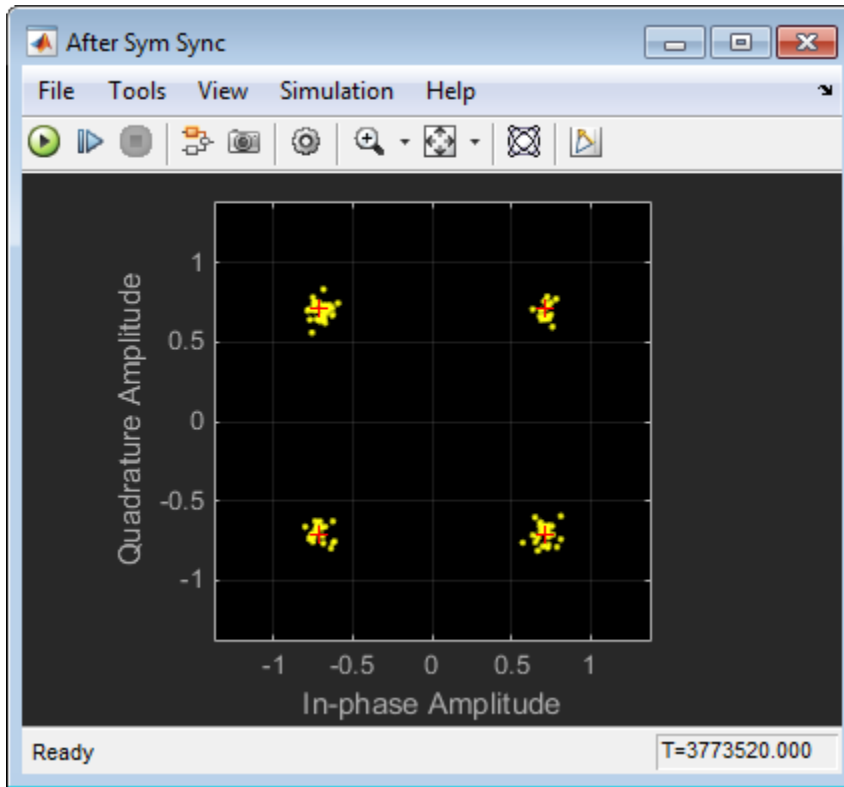 After Sym Sync
File Tools View Simulation Help
1
0.5
0
-0.5
-1
Quadrature Amplitude
-1 -0.5 0 0.5 1
In-phase Amplitude
Ready T=3773520.000